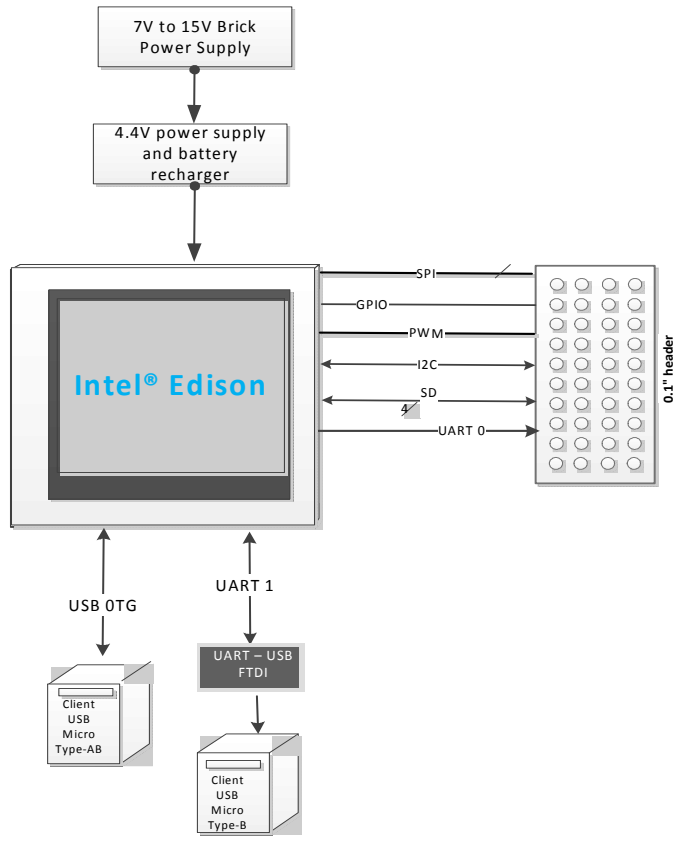 7V to 15V Brick
Power Supply
4.4V power supply
and battery
recharger
SPI
GPIO
PWM
I2C
SD
4
UART 0
0.1" header
Intel® Edison
USB 0TG
UART 1
UART – USB
FTDI
Client
USB
Micro
Type-AB
Client
USB
Micro
Type-B